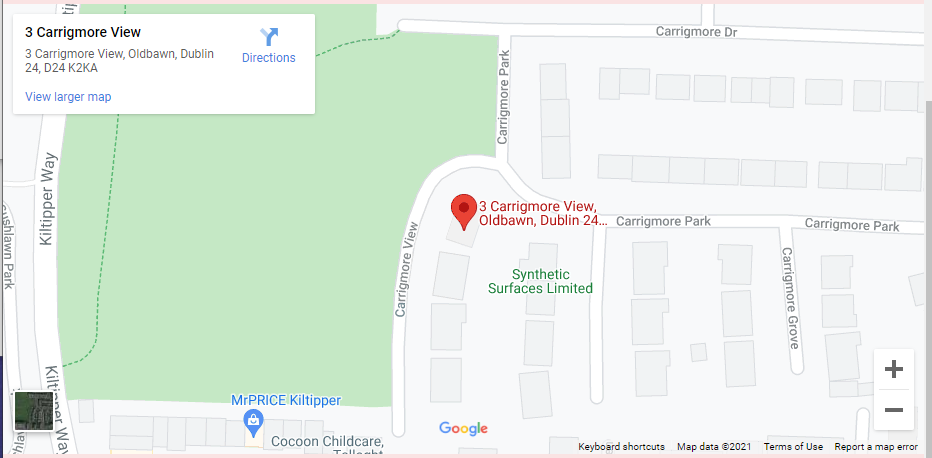 3 Carrigmore View
3 Carrigmore View, Oldbawn, Dublin
24, D24 K2KA
Directions
View larger map
Carrigmore Dr
Carrigmore Park
Kiltipper Way
3 Carrigmore View,
Oldbawn, Dublin 24...
Carrigmore Park
Carrigmore Park
Carrigmore View
Synthetic
Surfaces Limited
Carrigmore Grove
Park
Kiltipper Way
MrPRICE Kiltipper
Cocoon Childcare,
Google
Keyboard shortcuts
Map data ©2021
Terms of Use
Report a map error